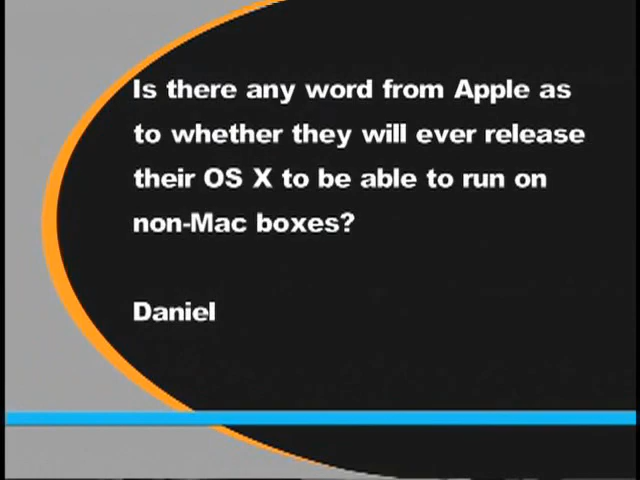 Is there any word from Apple as
to whether they will ever release
their OS X to be able to run on
non-Mac boxes?
Daniel